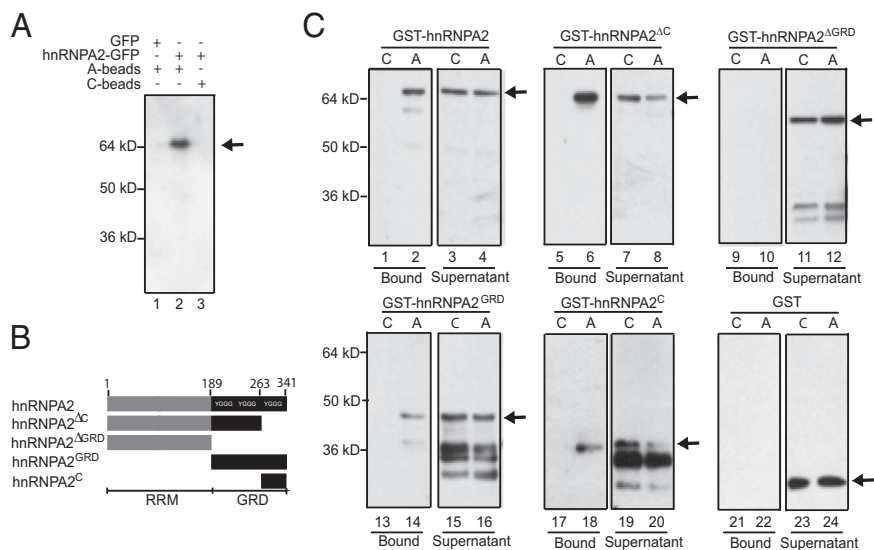 A
GFP + - -
hnRNPA2-GFP - + +
A-beads + + -
C-beads - - +
64 kD
50 kD
36 kD
1 2 3
B
1 189 263 341
hnRNPA2 YGGG YGGG YGGG
hnRNPA2ΔC
hnRNPA2ΔGRD
hnRNPA2GRD
hnRNPA2C
RRM GRD
C
GST-hnRNPA2 GST-hnRNPA2ΔC GST-hnRNPA2ΔGRD
C A C A C A C A C A C A
64 kD
50 kD
36 kD
1 2 3 4 5 6 7 8 9 10 11 12
Bound Supernatant Bound Supernatant Bound Supernatant
GST-hnRNPA2GRD GST-hnRNPA2C GST
C A C A C A C A C A C A
64 kD
50 kD
36 kD
13 14 15 16 17 18 19 20 21 22 23 24
Bound Supernatant Bound Supernatant Bound Supernatant